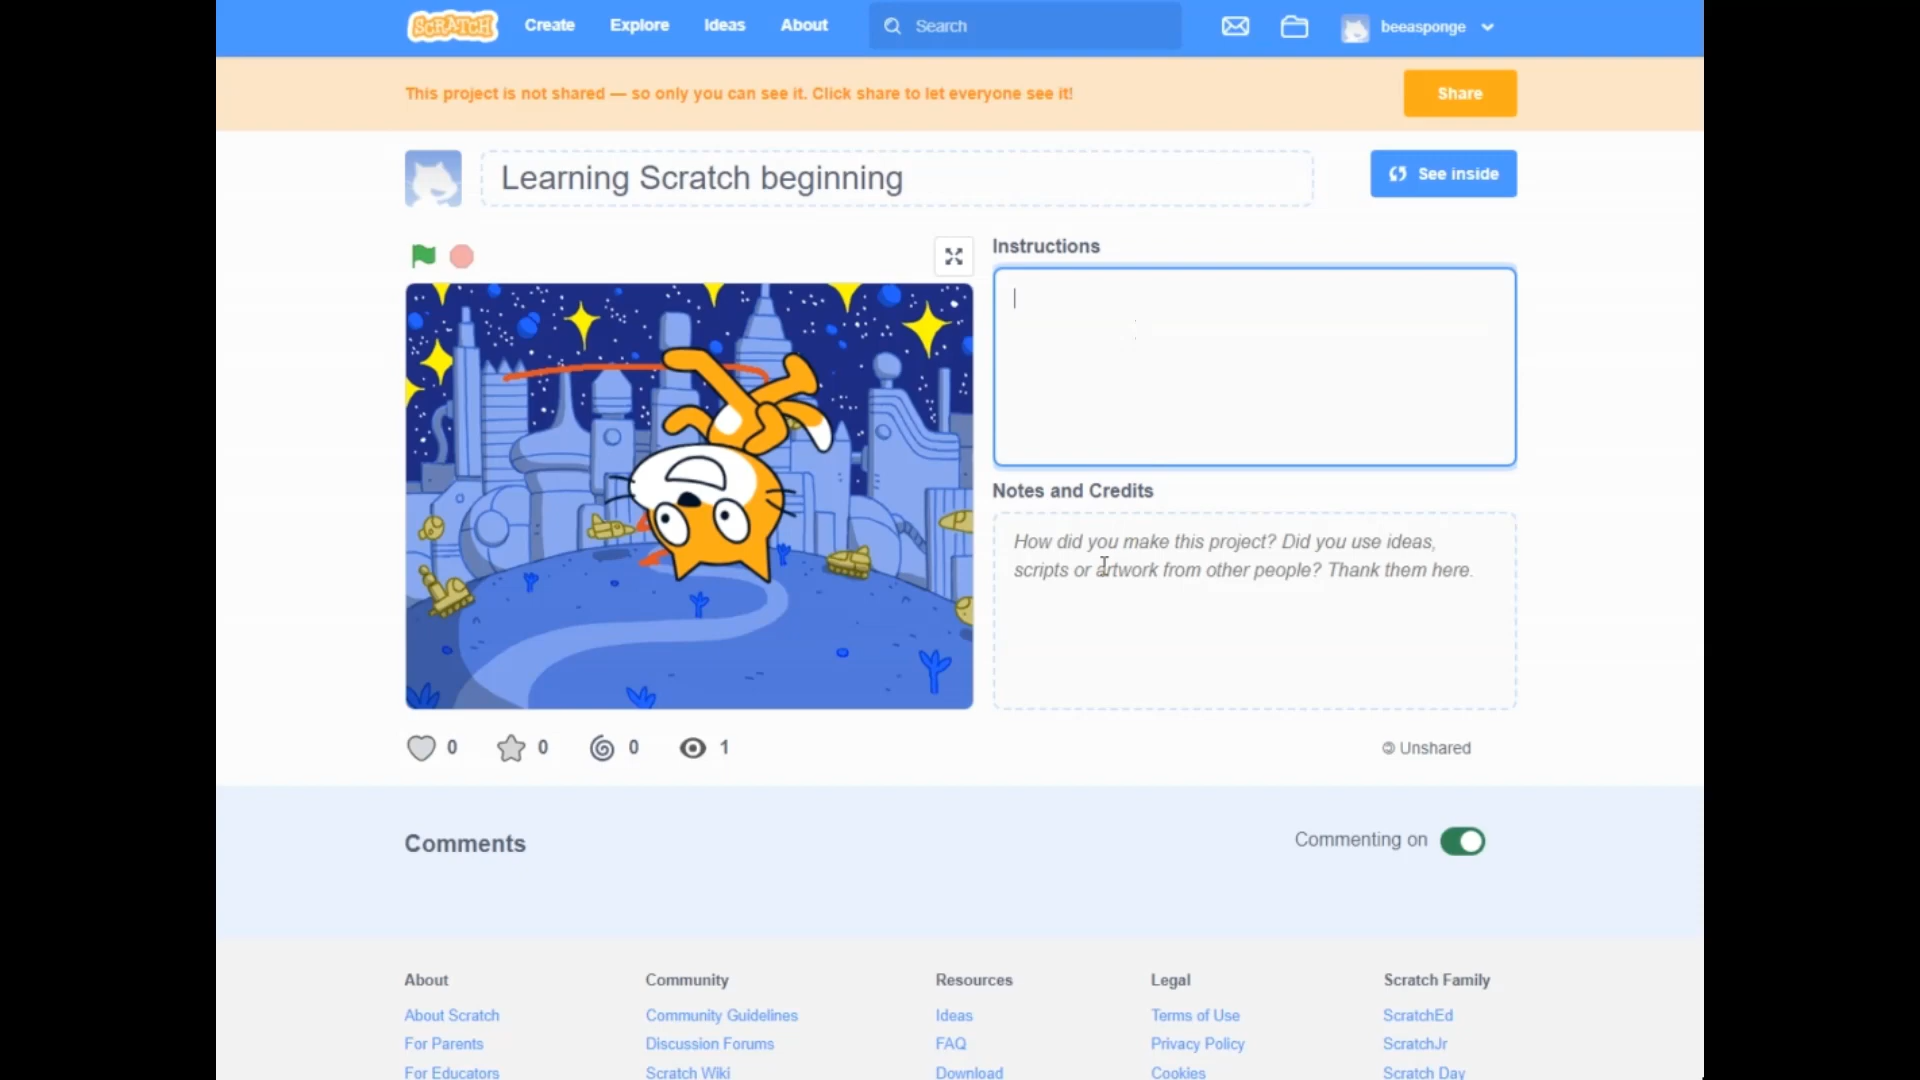 SCRATCH Create Explore Ideas About Search beeasponge
This project is not shared — so only you can see it. Click share to let everyone see it! Share
Learning Scratch beginning See inside
Instructions
Notes and Credits
How did you make this project? Did you use ideas,
scripts or artwork from other people? Thank them here.
0 0 0 1 Unshared
Comments Commenting on
About Community Resources Legal Scratch Family
About Scratch Community Guidelines Ideas Terms of Use ScratchEd
For Parents Discussion Forums FAQ Privacy Policy ScratchJr
For Educators Scratch Wiki Download Cookies Scratch Day